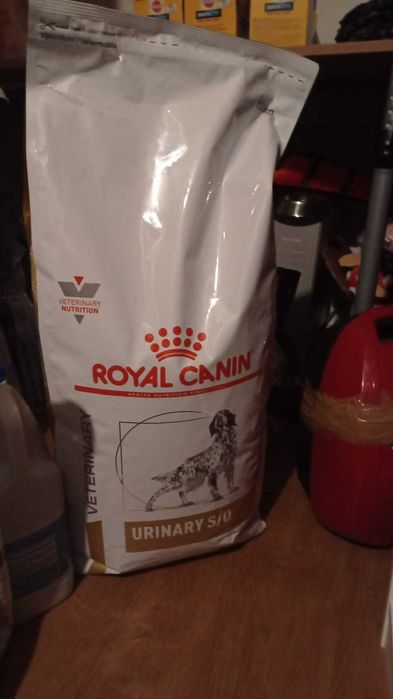 VETERINARY
NUTRITION
ROYAL CANIN
VETERINARY
URINARY S/O